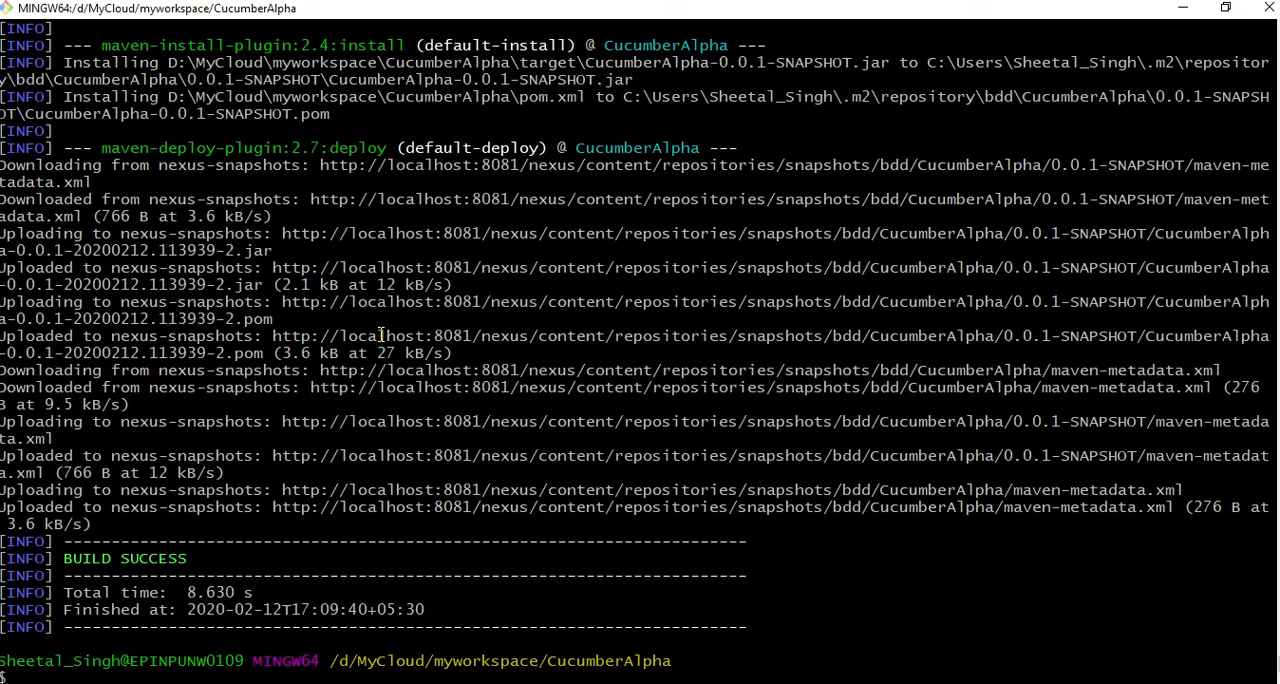 MINGW64:/d/MyCloud/myworkspace/CucumberAlpha
[INFO]
[INFO] --- maven-install-plugin:2.4:install (default-install) @ CucumberAlpha ---
[INFO] Installing D:\MyCloud\myworkspace\CucumberAlpha\target\CucumberAlpha-0.0.1-SNAPSHOT.jar to C:\Users\Sheetal_Singh\.m2\repositor
y\bdd\CucumberAlpha\0.0.1-SNAPSHOT\CucumberAlpha-0.0.1-SNAPSHOT.jar
[INFO] Installing D:\MyCloud\myworkspace\CucumberAlpha\pom.xml to C:\Users\Sheetal_Singh\.m2\repository\bdd\CucumberAlpha\0.0.1-SNAPSH
OT\CucumberAlpha-0.0.1-SNAPSHOT.pom
[INFO]
[INFO] --- maven-deploy-plugin:2.7:deploy (default-deploy) @ CucumberAlpha ---
Downloading from nexus-snapshots: http://localhost:8081/nexus/content/repositories/snapshots/bdd/CucumberAlpha/0.0.1-SNAPSHOT/maven-me
tadata.xml
Downloaded from nexus-snapshots: http://localhost:8081/nexus/content/repositories/snapshots/bdd/CucumberAlpha/0.0.1-SNAPSHOT/maven-met
adata.xml (766 B at 3.6 kB/s)
Uploading to nexus-snapshots: http://localhost:8081/nexus/content/repositories/snapshots/bdd/CucumberAlpha/0.0.1-SNAPSHOT/CucumberAlph
a-0.0.1-20200212.113939-2.jar
Uploaded to nexus-snapshots: http://localhost:8081/nexus/content/repositories/snapshots/bdd/CucumberAlpha/0.0.1-SNAPSHOT/CucumberAlpha
-0.0.1-20200212.113939-2.jar (2.1 kB at 12 kB/s)
Uploading to nexus-snapshots: http://localhost:8081/nexus/content/repositories/snapshots/bdd/CucumberAlpha/0.0.1-SNAPSHOT/CucumberAlph
a-0.0.1-20200212.113939-2.pom
Uploaded to nexus-snapshots: http://localhost:8081/nexus/content/repositories/snapshots/bdd/CucumberAlpha/0.0.1-SNAPSHOT/CucumberAlpha
-0.0.1-20200212.113939-2.pom (3.6 kB at 27 kB/s)
Downloading from nexus-snapshots: http://localhost:8081/nexus/content/repositories/snapshots/bdd/CucumberAlpha/maven-metadata.xml
Downloaded from nexus-snapshots: http://localhost:8081/nexus/content/repositories/snapshots/bdd/CucumberAlpha/maven-metadata.xml (276
B at 9.5 kB/s)
Uploading to nexus-snapshots: http://localhost:8081/nexus/content/repositories/snapshots/bdd/CucumberAlpha/0.0.1-SNAPSHOT/maven-metada
ta.xml
Uploaded to nexus-snapshots: http://localhost:8081/nexus/content/repositories/snapshots/bdd/CucumberAlpha/0.0.1-SNAPSHOT/maven-metadat
a.xml (766 B at 12 kB/s)
Uploading to nexus-snapshots: http://localhost:8081/nexus/content/repositories/snapshots/bdd/CucumberAlpha/maven-metadata.xml
Uploaded to nexus-snapshots: http://localhost:8081/nexus/content/repositories/snapshots/bdd/CucumberAlpha/maven-metadata.xml (276 B at
 3.6 kB/s)
[INFO] ------------------------------------------------------------------------
[INFO] BUILD SUCCESS
[INFO] ------------------------------------------------------------------------
[INFO] Total time:  8.630 s
[INFO] Finished at: 2020-02-12T17:09:40+05:30
[INFO] ------------------------------------------------------------------------
Sheetal_Singh@EPINPUNW0109 MINGW64 /d/MyCloud/myworkspace/CucumberAlpha
$